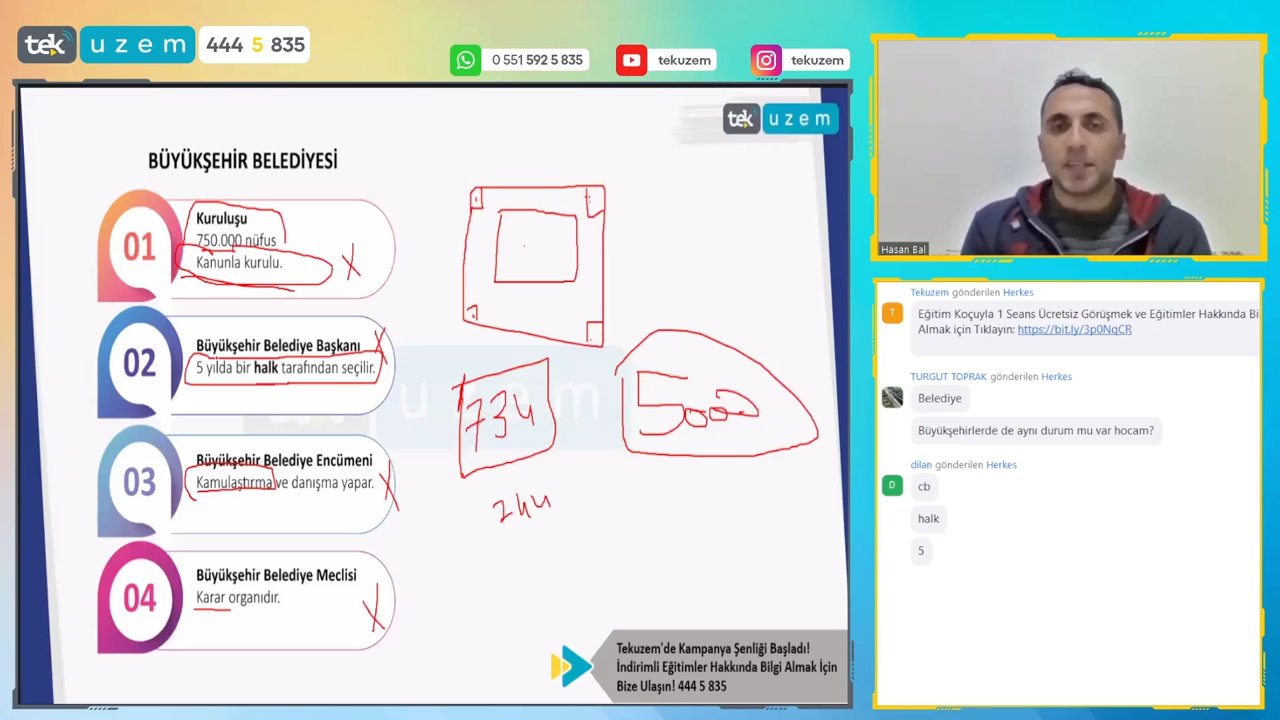 tek uzem 444 5 835
0 551 592 5 835
tekuzem
tekuzem
tek uzem
BÜYÜKŞEHİR BELEDİYESİ
01
Kuruluşu
750.000 nüfus
Kanunla kurulu.
X
02
Büyükşehir Belediye Başkanı
5 yılda bir halk tarafından seçilir.
X
03
Büyükşehir Belediye Encümeni
Kamulaştırma ve danışma yapar.
X
04
Büyükşehir Belediye Meclisi
Karar organıdır.
X
734
5000
uzem
Tekuzem'de Kampanya Şenliği Başladı!
İndirimli Eğitimler Hakkında Bilgi Almak İçin
Bize Ulaşın! 444 5 835
Hasan Bal
Tekuzem gönderilen Herkes
T
Eğitim Koçuyla 1 Seans Ücretsiz Görüşmek ve Eğitimler Hakkında Bi
Almak için Tıklayın: https://bit.ly/3p0NqCR
TURGUT TOPRAK gönderilen Herkes
Belediye
Büyükşehirlerde de aynı durum mu var hocam?
dilan gönderilen Herkes
D
cb
halk
5